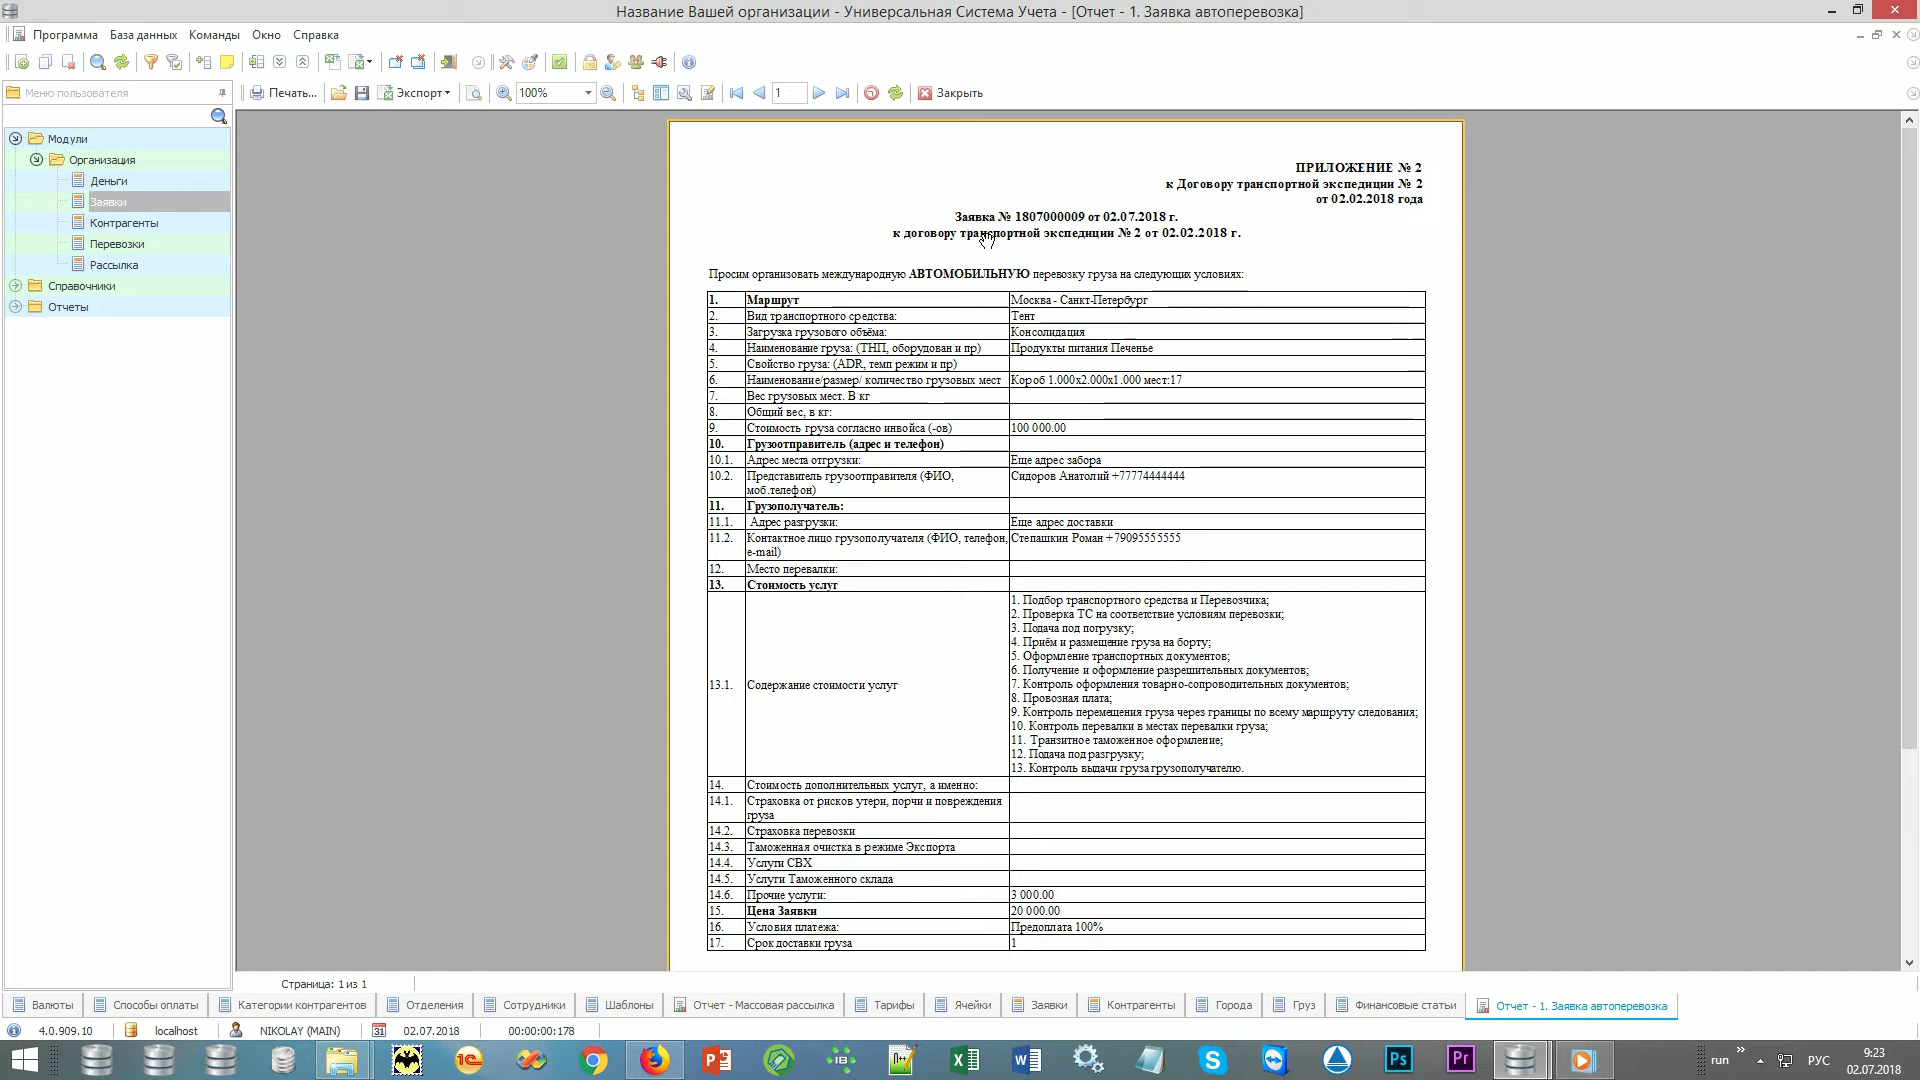 Название Вашей организации - Универсальная Система Учета - [Отчет - 1. Заявка автоперевозка]
Программа База данных Команды Окно Справка
Меню пользователя
Печать... Экспорт 100% 1 Закрыть
Модули
Организация
Деньги
Заявки
Контрагенты
Перевозки
Рассылка
Справочники
Отчеты
ПРИЛОЖЕНИЕ № 2
к Договору транспортной экспедиции № 2
от 02.02.2018 года
Заявка № 1807000009 от 02.07.2018 г.
к договору транспортной экспедиции № 2 от 02.02.2018 г.
Просим организовать международную АВТОМОБИЛЬНУЮ перевозку груза на следующих условиях:
1. Маршрут Москва - Санкт-Петербург
2. Вид транспортного средства: Тент
3. Загрузка грузового объёма: Консолидация
4. Наименование груза: (ТНП, оборудован и пр) Продукты питания Печенье
5. Свойство груза: (ADR, темп режим и пр)
6. Наименование/размер/ количество грузовых мест Короб 1.000x2.000x1.000 мест:17
7. Вес грузовых мест. В кг
8. Общий вес, в кг:
9. Стоимость груза согласно инвойса (-ов) 100 000.00
10. Грузоотправитель (адрес и телефон)
10.1. Адрес места отгрузки: Еще адрес забора
10.2. Представитель грузоотправителя (ФИО, Сидоров Анатолий +77774444444
моб.телефон)
11. Грузополучатель:
11.1. Адрес разгрузки: Еще адрес доставки
11.2. Контактное лицо грузополучателя (ФИО, телефон, Степашкин Роман +79095555555
e-mail)
12. Место перевалки:
13. Стоимость услуг
1. Подбор транспортного средства и Перевозчика;
2. Проверка ТС на соответствие условиям перевозки;
3. Подача под погрузку;
4. Приём и размещение груза на борту;
5. Оформление транспортных документов;
6. Получение и оформление разрешительных документов;
13.1. Содержание стоимости услуг 7. Контроль оформления товарно-сопроводительных документов;
8. Провозная плата;
9. Контроль перемещения груза через границы по всему маршруту следования;
10. Контроль перевалки в местах перевалки груза;
11. Транзитное таможенное оформление;
12. Подача под разгрузку;
13. Контроль выдачи груза грузополучателю.
14. Стоимость дополнительных услуг, а именно:
14.1. Страховка от рисков утери, порчи и повреждения
груза
14.2. Страховка перевозки
14.3. Таможенная очистка в режиме Экспорта
14.4. Услуги СВХ
14.5. Услуги Таможенного склада
14.6. Прочие услуги: 3 000.00
15. Цена Заявки 20 000.00
16. Условия платежа: Предоплата 100%
17. Срок доставки груза 1
Страница: 1 из 1
Валюты Способы оплаты Категории контрагентов Отделения Сотрудники Шаблоны Отчет - Массовая рассылка Тарифы Ячейки Заявки Контрагенты Города Груз Финансовые статьи Отчет - 1. Заявка автоперевозка
4.0.909.10 localhost NIKOLAY (MAIN) 31 02.07.2018 00:00:00:178
run РУС 9:23
02.07.2018